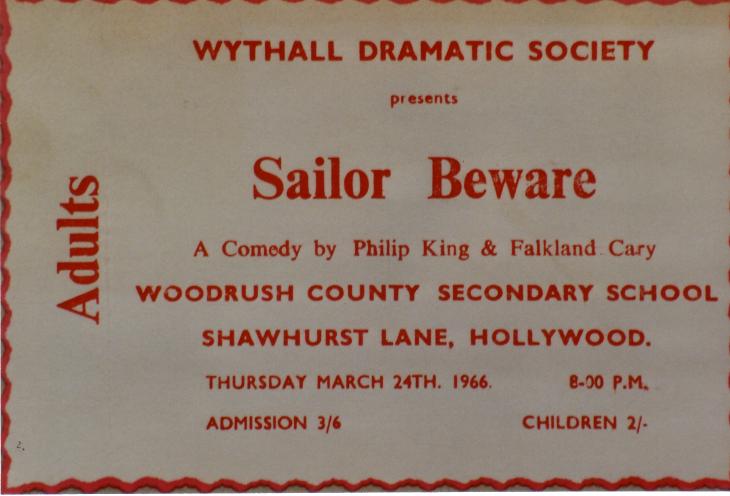 WYTHALL DRAMATIC SOCIETY
presents
Sailor Beware
A Comedy by Philip King & Falkland Cary
WOODRUSH COUNTY SECONDARY SCHOOL
SHAWHURST LANE, HOLLYWOOD.
THURSDAY MARCH 24TH. 1966. 8-00 P.M.
ADMISSION 3/6 CHILDREN 2/-
Adults
2.